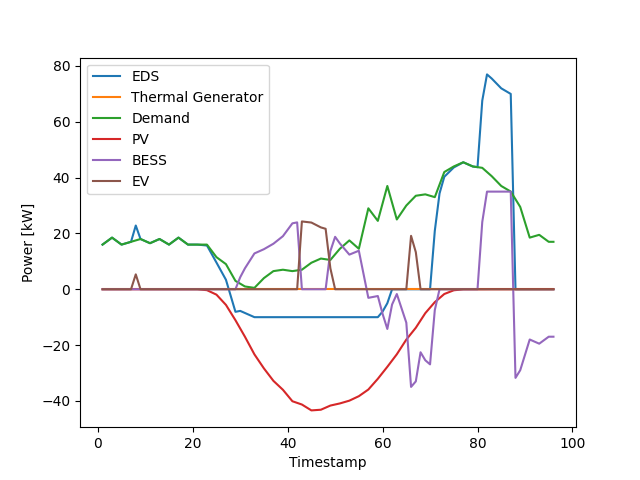 EDS
Thermal Generator
Demand
PV
BESS
EV
Power [kW]
80
60
40
20
0
−20
−40
0 20 40 60 80 100
Timestamp